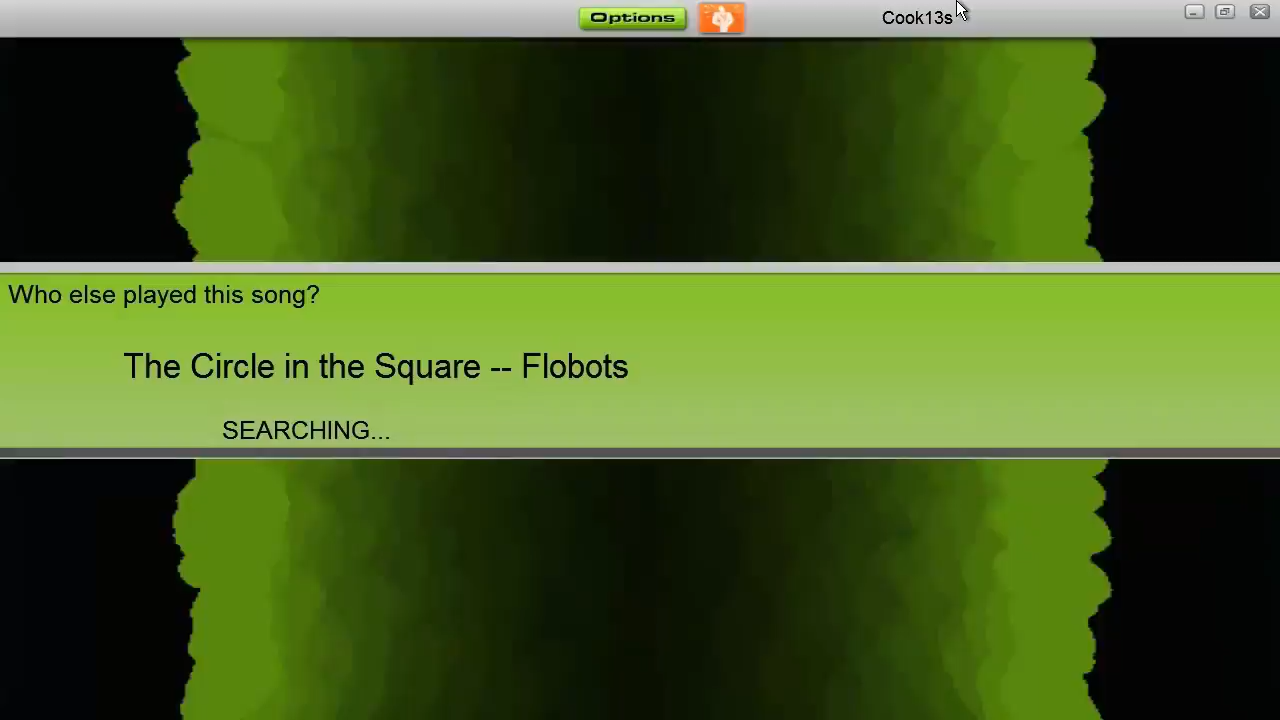 Options
Cook13s
Who else played this song?
The Circle in the Square -- Flobots
SEARCHING...